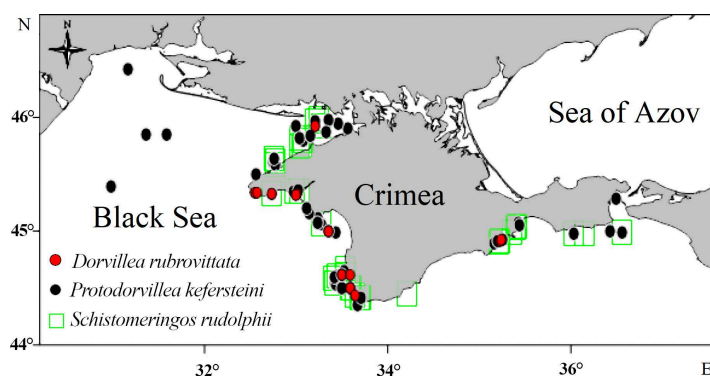 N
46°
Sea of Azov
Crimea
Black Sea
45°
Dorvillea rubrovittata
Protodorvillea kefersteini
Schistomeringos rudolphii
44°
32° 34° 36° E